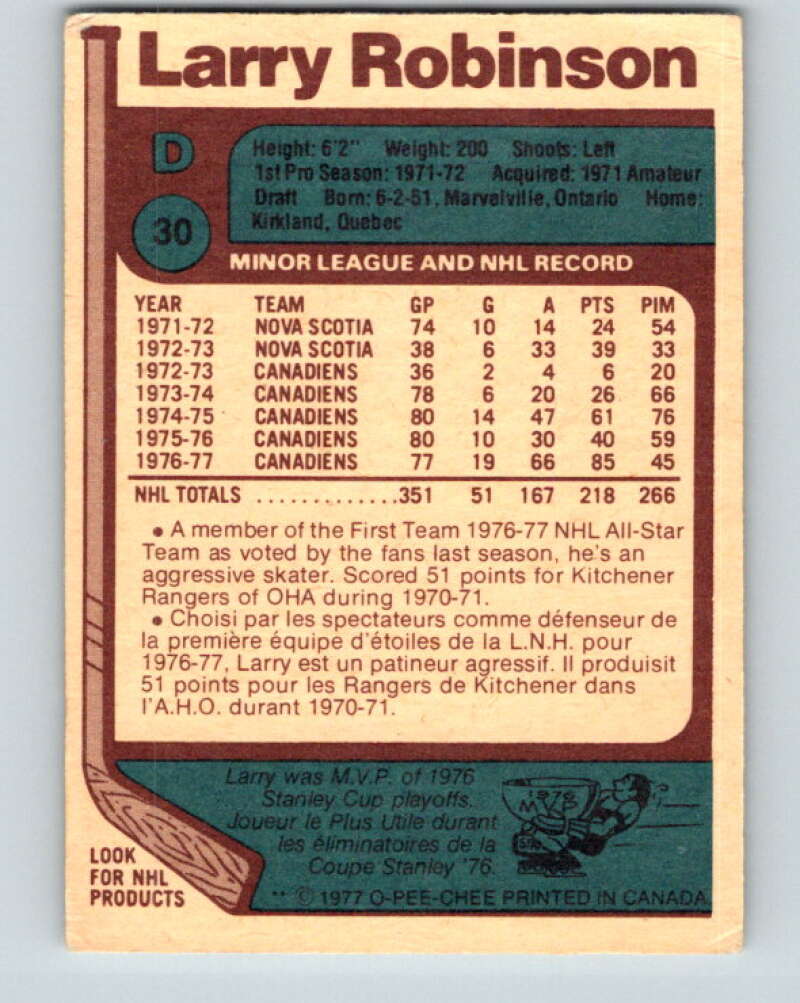 Larry Robinson
D
30
Height: 6'2" Weight: 200 Shoots: Left
1st Pro Season: 1971-72 Acquired: 1971 Amateur
Draft Born: 6-2-51, Marvelville, Ontario Home:
Kirkland, Quebec
MINOR LEAGUE AND NHL RECORD
YEAR TEAM GP G A PTS PIM
1971-72 NOVA SCOTIA 74 10 14 24 54
1972-73 NOVA SCOTIA 38 6 33 39 33
1972-73 CANADIENS 36 2 4 6 20
1973-74 CANADIENS 78 6 20 26 66
1974-75 CANADIENS 80 14 47 61 76
1975-76 CANADIENS 80 10 30 40 59
1976-77 CANADIENS 77 19 66 85 45
NHL TOTALS .............351 51 167 218 266
• A member of the First Team 1976-77 NHL All-Star
Team as voted by the fans last season, he's an
aggressive skater. Scored 51 points for Kitchener
Rangers of OHA during 1970-71.
• Choisi par les spectateurs comme défenseur de
la première équipe d'étoiles de la L.N.H. pour
1976-77, Larry est un patineur agressif. Il produisit
51 points pour les Rangers de Kitchener dans
l'A.H.O. durant 1970-71.
Larry was M.V.P. of 1976
Stanley Cup playoffs.
Joueur le Plus Utile durant
les éliminatoires de la
Coupe Stanley '76.
1976
MVP
LOOK
FOR NHL
PRODUCTS
** © 1977 O-PEE-CHEE PRINTED IN CANADA